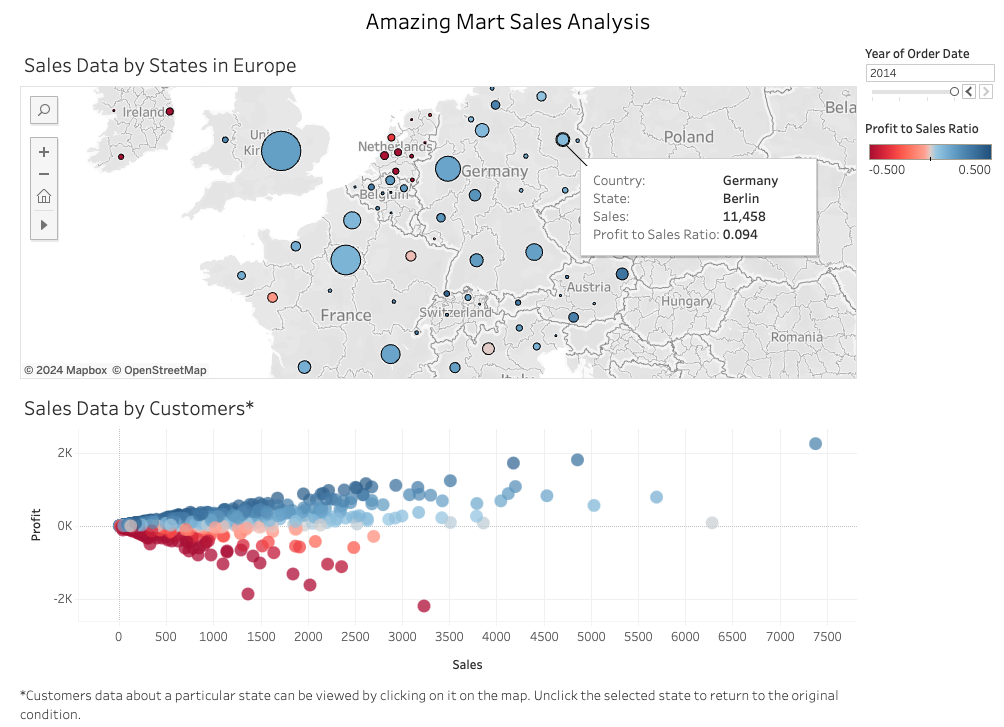 Amazing Mart Sales Analysis
Sales Data by States in Europe
Year of Order Date
2014
Profit to Sales Ratio
-0.500 0.500
Ireland
United
Kin
Netherlands
Belgium
Germany
Poland
Bela
Country: Germany
State: Berlin
Sales: 11,458
Profit to Sales Ratio: 0.094
France
Switzerland
Austria
Hungary
Romania
© 2024 Mapbox © OpenStreetMap
Sales Data by Customers*
Profit
2K
0K
-2K
0 500 1000 1500 2000 2500 3000 3500 4000 4500 5000 5500 6000 6500 7000 7500
Sales
*Customers data about a particular state can be viewed by clicking on it on the map. Unclick the selected state to return to the original
condition.